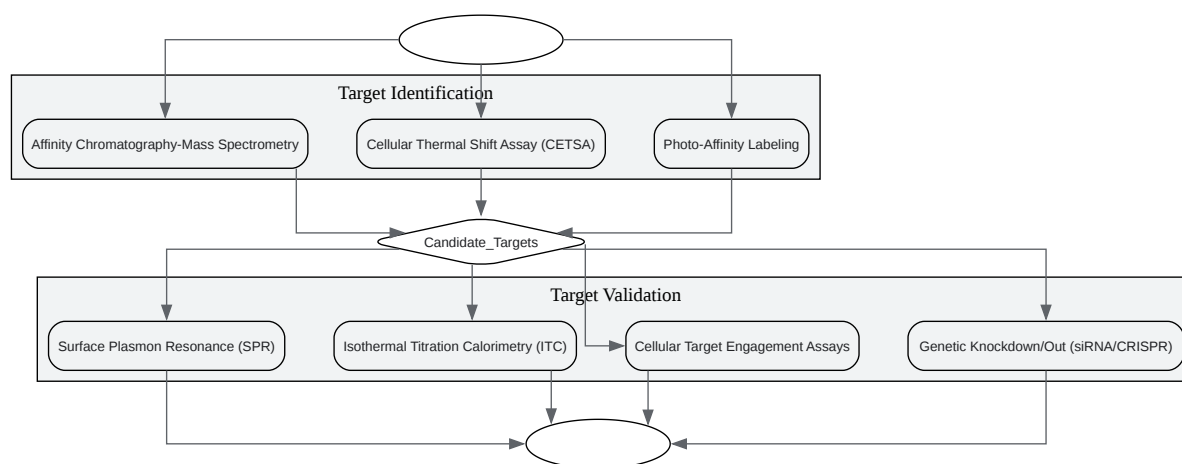 Target Identification
Affinity Chromatography-Mass Spectrometry
Cellular Thermal Shift Assay (CETSA)
Photo-Affinity Labeling
Candidate_Targets
Target Validation
Surface Plasmon Resonance (SPR)
Isothermal Titration Calorimetry (ITC)
Cellular Target Engagement Assays
Genetic Knockdown/Out (siRNA/CRISPR)